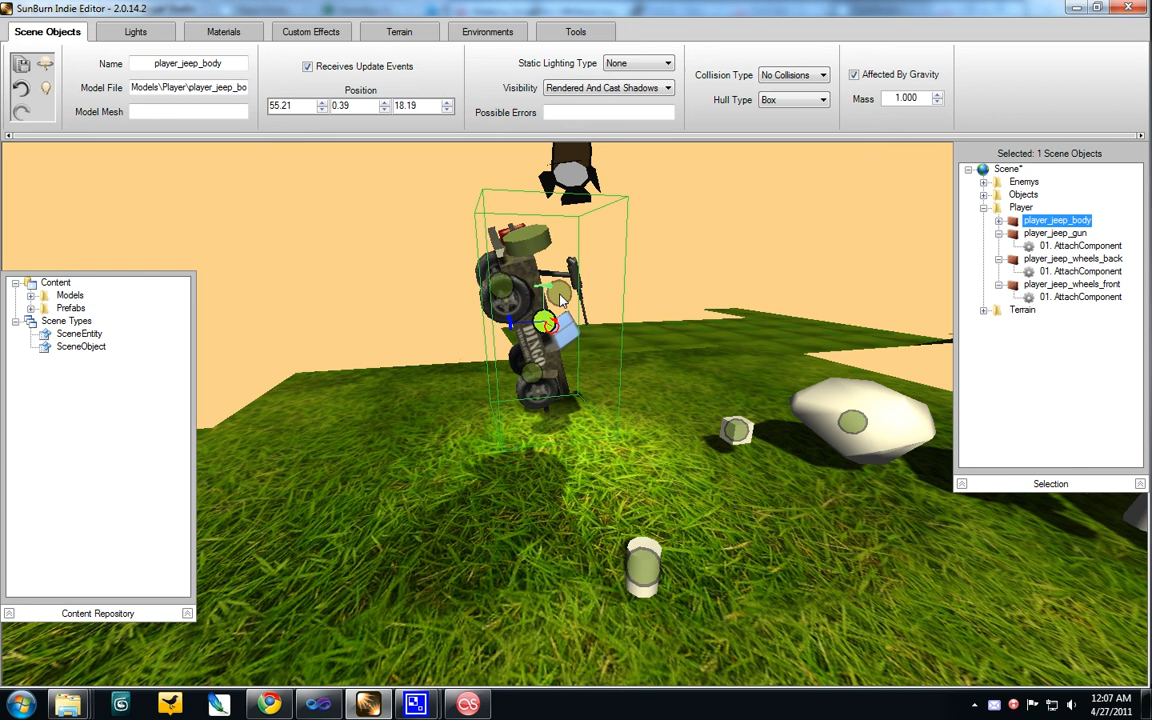 SunBurn Indie Editor - 2.0.14.2
Scene Objects
Lights
Materials
Custom Effects
Terrain
Environments
Tools
Name
player_jeep_body
Model File
Models\Player\player_jeep_bo
Model Mesh
Receives Update Events
Position
55.21
0.39
18.19
Static Lighting Type
None
Visibility
Rendered And Cast Shadows
Possible Errors
Collision Type
No Collisions
Hull Type
Box
Affected By Gravity
Mass
1.000
Selected: 1 Scene Objects
Scene*
Enemys
Objects
Player
player_jeep_body
player_jeep_gun
01. AttachComponent
player_jeep_wheels_back
01. AttachComponent
player_jeep_wheels_front
01. AttachComponent
Terrain
Selection
Content
Models
Prefabs
Scene Types
SceneEntity
SceneObject
Content Repository
DINGO
12:07 AM
4/27/2011